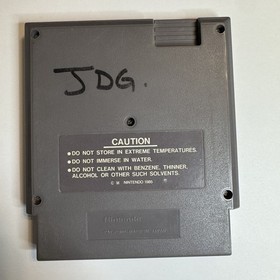 JDG.
CAUTION
• DO NOT STORE IN EXTREME TEMPERATURES.
• DO NOT IMMERSE IN WATER.
• DO NOT CLEAN WITH BENZENE, THINNER,
ALCOHOL OR OTHER SUCH SOLVENTS.
© ® NINTENDO 1985
Nintendo